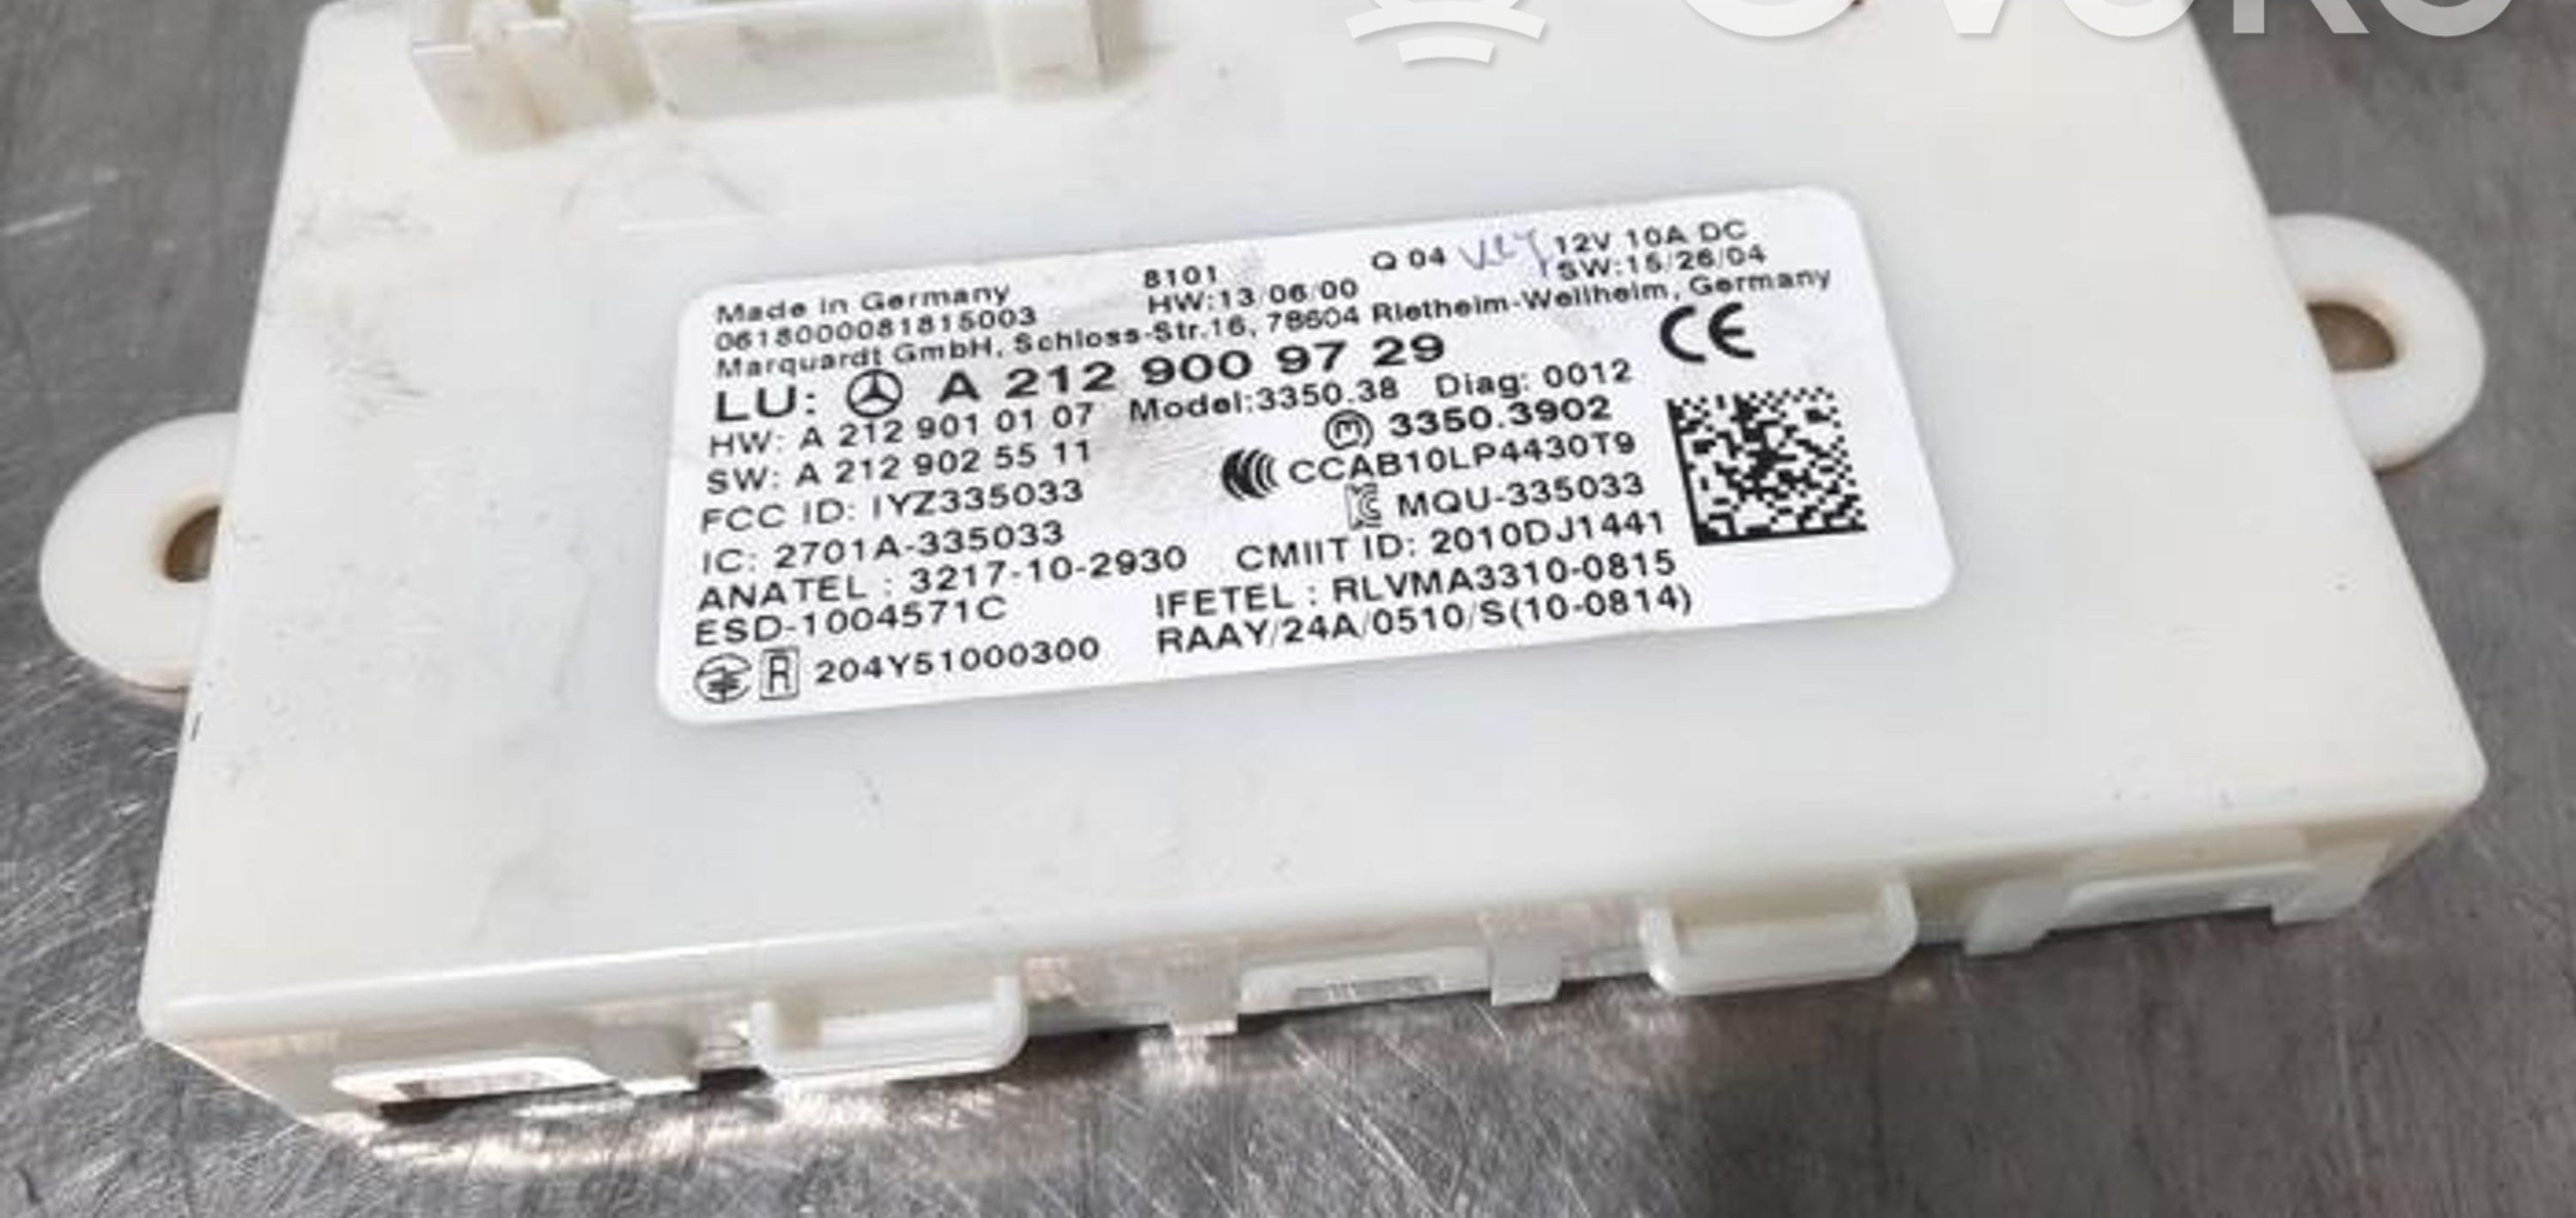 Made in Germany 8101 Q 04 12V 10A DC
0618000081815003 HW:13/06/00 SW:15/26/04
Marquardt GmbH, Schloss-Str.16, 78604 Rietheim-Weilheim, Germany
LU: A 212 900 97 29
HW: A 212 901 01 07 Model:3350.38 Diag: 0012
SW: A 212 902 55 11 3350.3902
FCC ID: IYZ335033 CCAB10LP4430T9
IC: 2701A-335033 MQU-335033
ANATEL : 3217-10-2930 CMIIT ID: 2010DJ1441
ESD-1004571C IFETEL : RLVMA3310-0815
R 204Y51000300 RAAY/24A/0510/S(10-0814)
CE